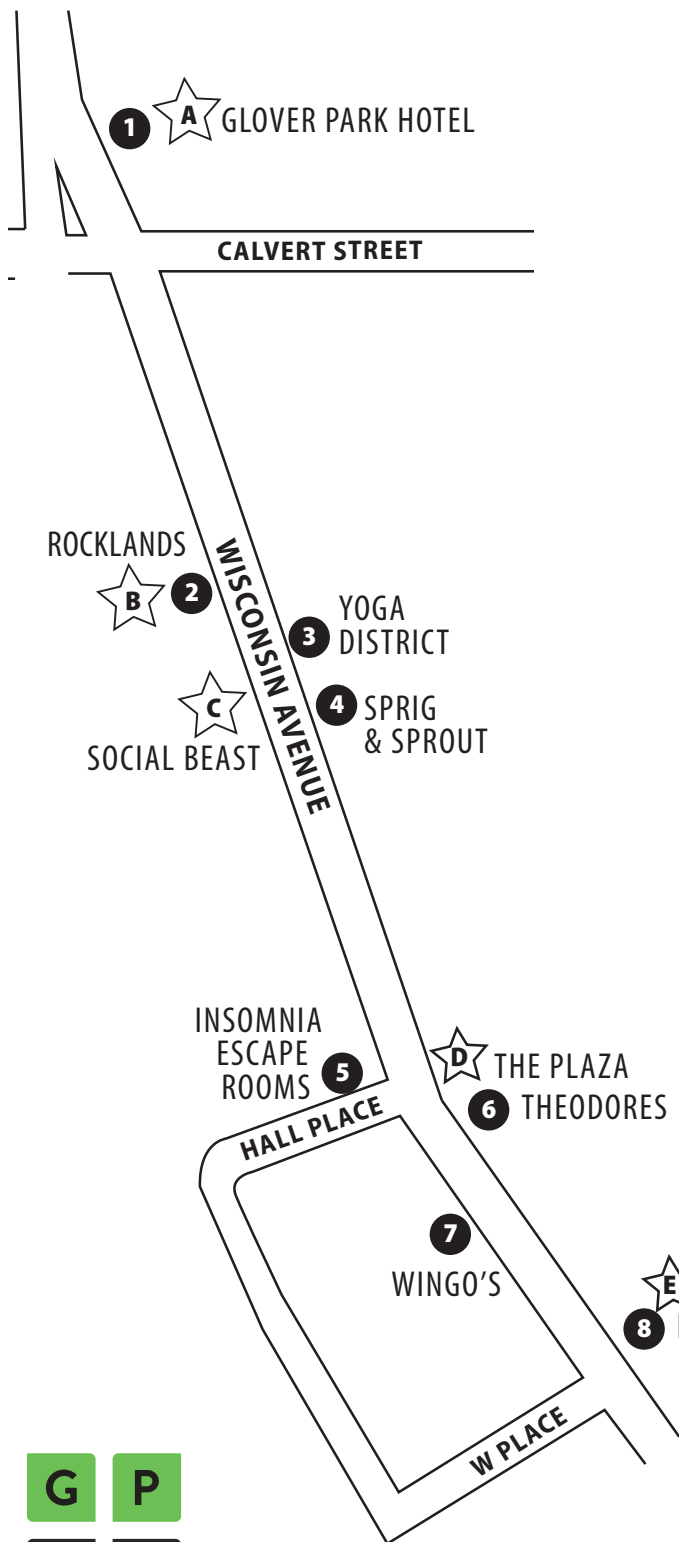 1 A GLOVER PARK HOTEL
CALVERT STREET
ROCKLANDS
B 2
WISCONSIN AVENUE
3 YOGA
DISTRICT
C
SOCIAL BEAST
4 SPRIG
& SPROUT
INSOMNIA
ESCAPE
ROOMS 5
HALL PLACE
D THE PLAZA
6 THEODORES
7
WINGO'S
E
8
W PLACE
G P